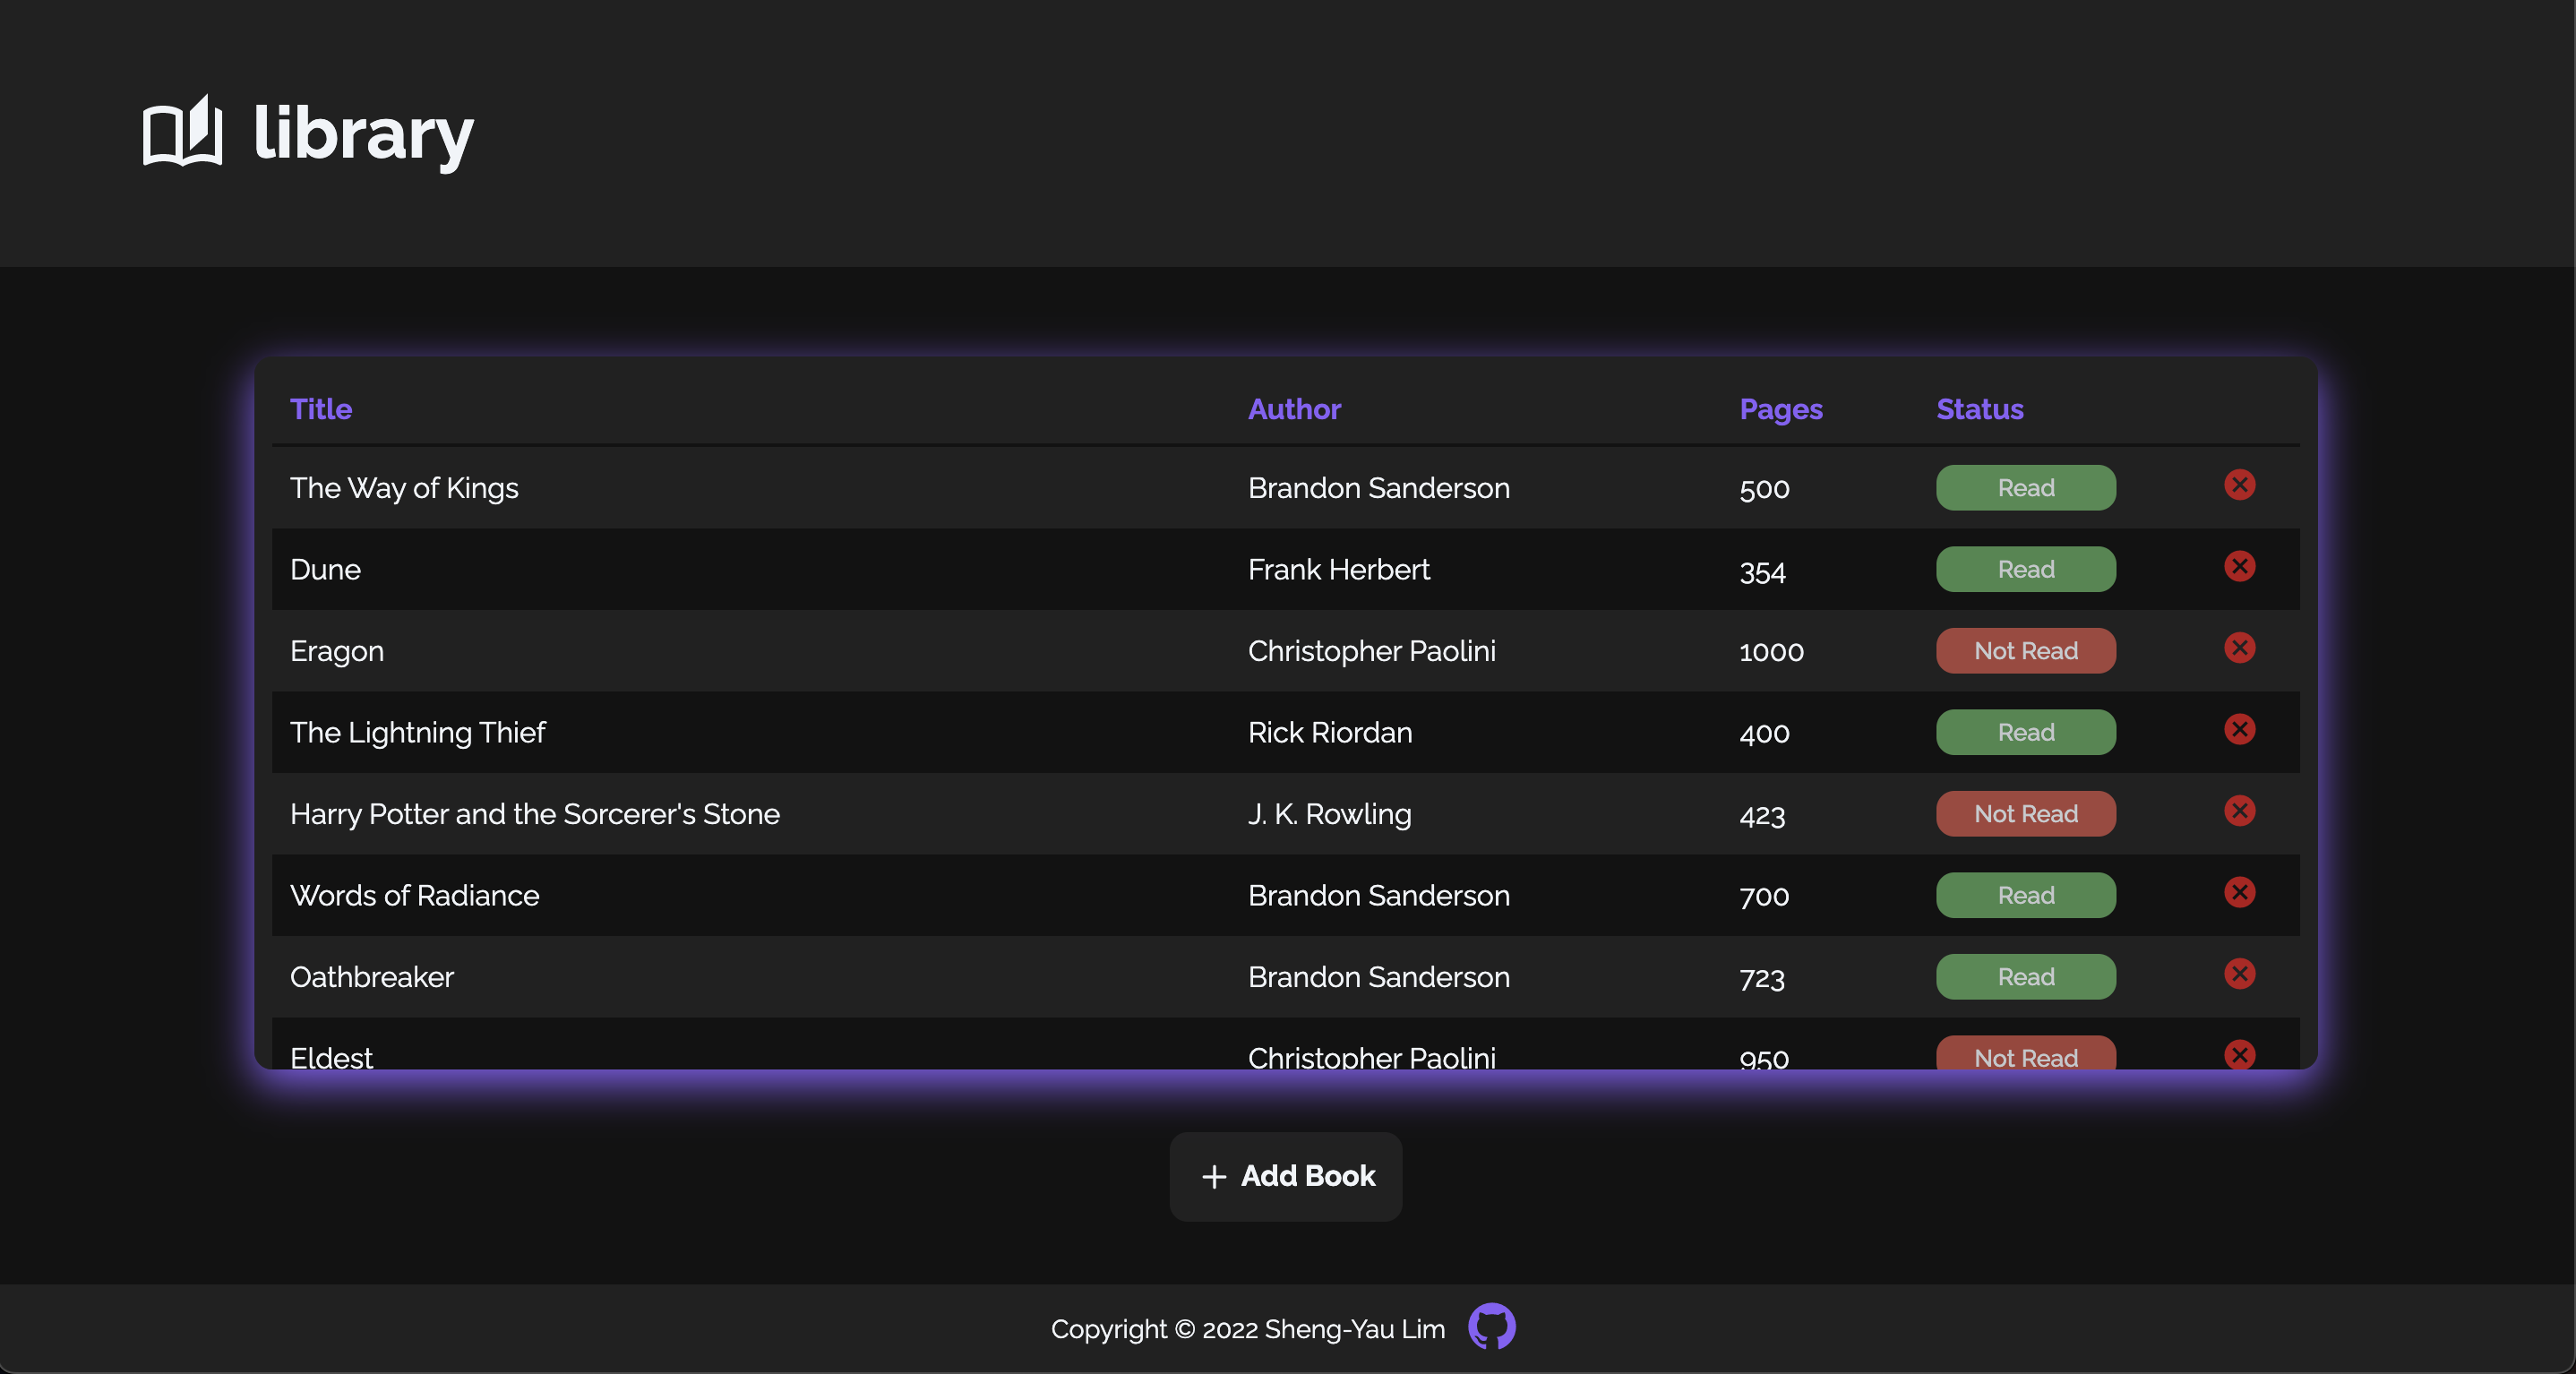 library
Title Author Pages Status
The Way of Kings Brandon Sanderson 500 Read
Dune Frank Herbert 354 Read
Eragon Christopher Paolini 1000 Not Read
The Lightning Thief Rick Riordan 400 Read
Harry Potter and the Sorcerer's Stone J. K. Rowling 423 Not Read
Words of Radiance Brandon Sanderson 700 Read
Oathbreaker Brandon Sanderson 723 Read
Eldest Christopher Paolini 950 Not Read
Add Book
Copyright © 2022 Sheng-Yau Lim